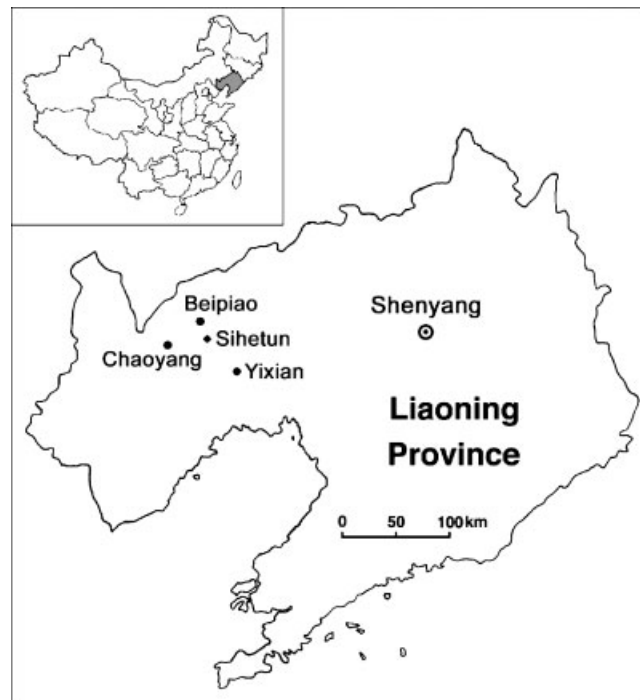 Beipiao
Shenyang
Sihetun
Chaoyang
Yixian
Liaoning
Province
0 50 100km